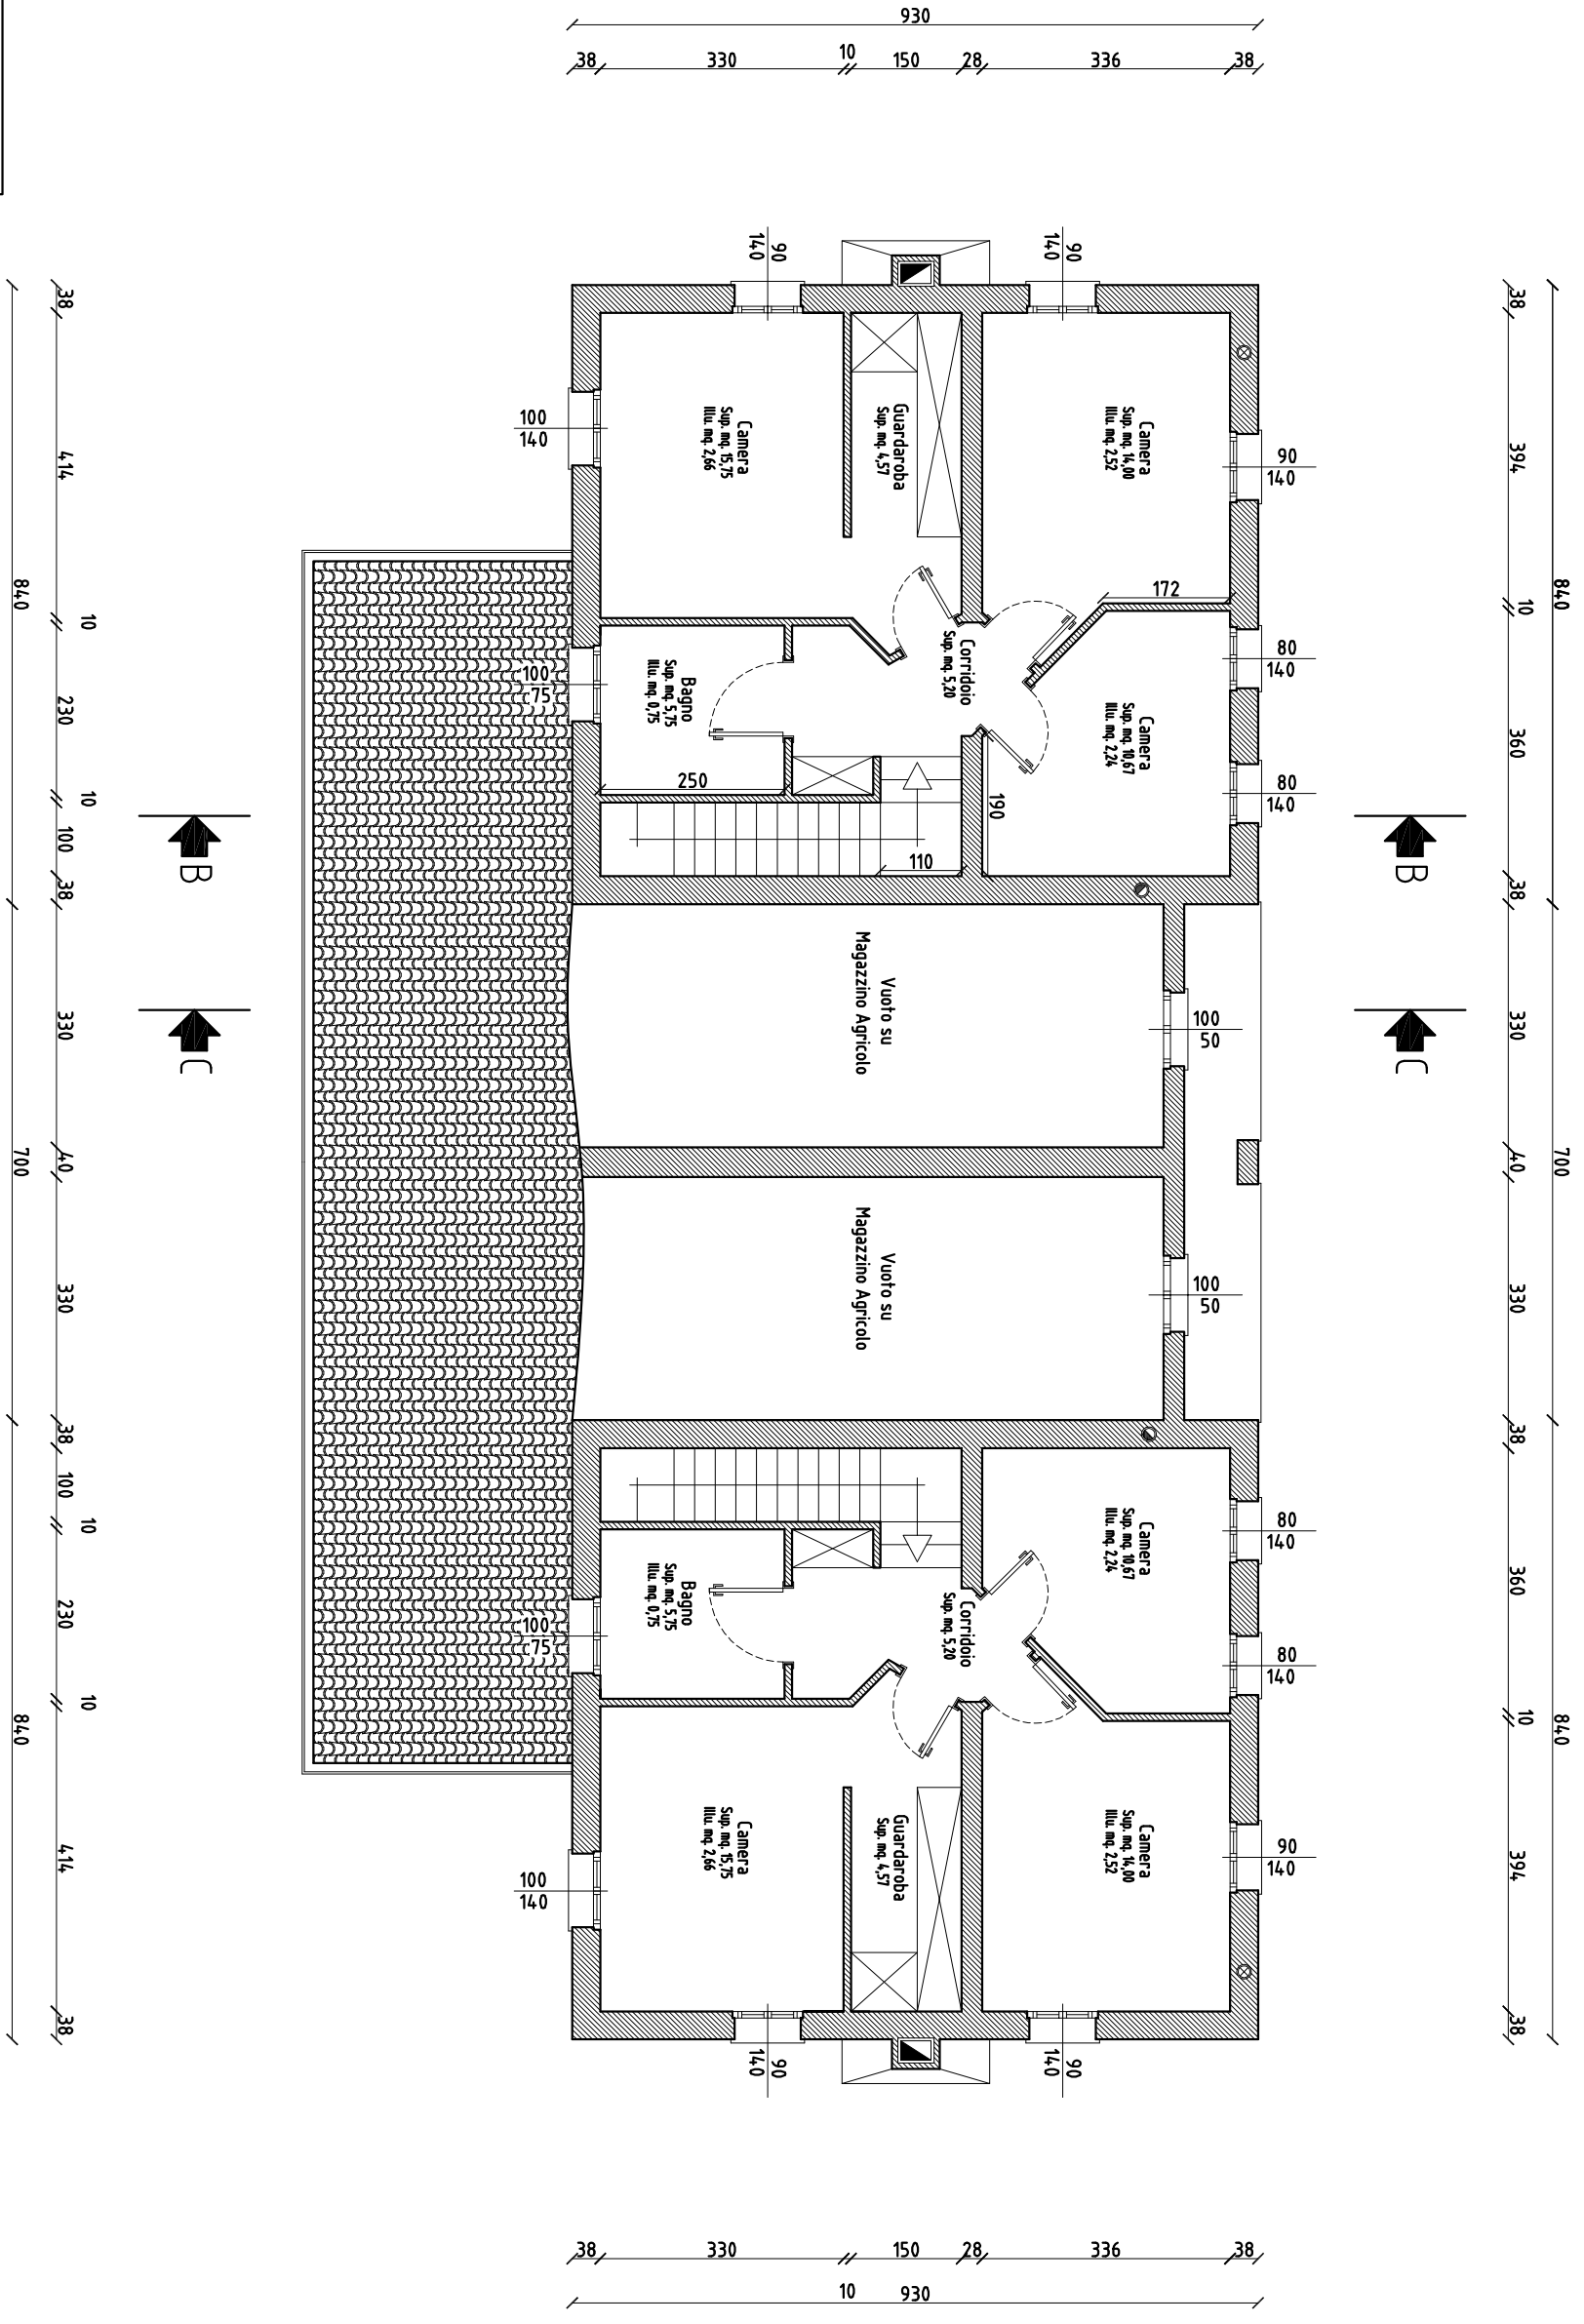 930
38 330 10 150 28 336 38
90
140
90
140
38 414 10 230 10 100 38 330 40 330 38 100 10 230 10 414 38
840 700 840
38 394 10 360 38 330 40 330 38 360 10 394 38
840 700 840
Camera
Sup. mq. 15,75
Illu. mq. 2,66
Guardaroba
Sup. mq. 4,57
Camera
Sup. mq. 14,00
Illu. mq. 2,52
100
140
90
140
172
Corridoio
Sup. mq. 5,20
80
140
100
75
Bagno
Sup. mq. 5,75
Illu. mq. 0,75
Camera
Sup. mq. 10,67
Illu. mq. 2,24
250
190
110
80
140
B
B
C
C
Vuoto su
Magazzino Agricolo
100
50
Vuoto su
Magazzino Agricolo
100
50
Camera
Sup. mq. 10,67
Illu. mq. 2,24
80
140
Bagno
Sup. mq. 5,75
Illu. mq. 0,75
Corridoio
Sup. mq. 5,20
100
75
80
140
Camera
Sup. mq. 15,75
Illu. mq. 2,66
Guardaroba
Sup. mq. 4,57
Camera
Sup. mq. 14,00
Illu. mq. 2,52
90
140
100
140
90
140
90
140
38 330 150 28 336 38
10 930